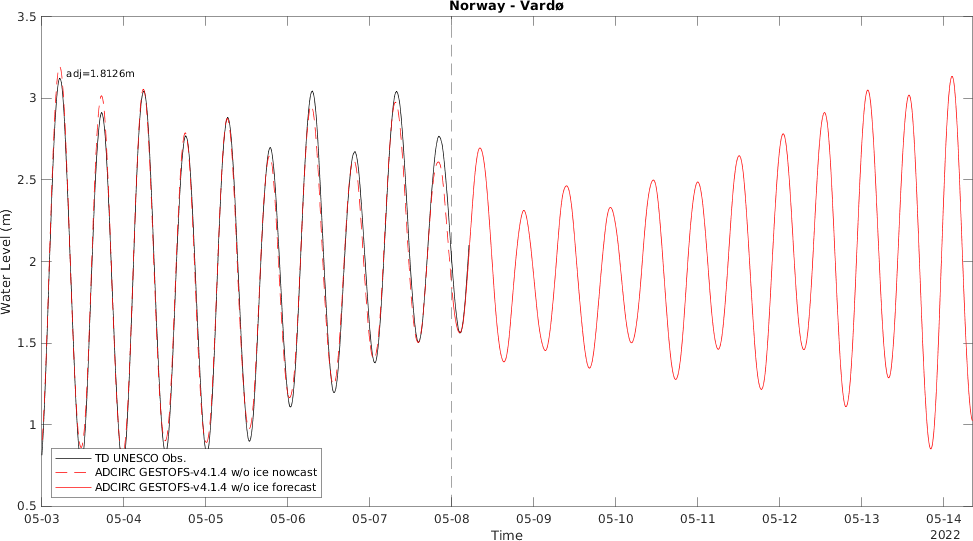 Norway - Vardø
3.5
adj=1.8126m
3
2.5
2
1.5
1
0.5
Water Level (m)
TD UNESCO Obs.
ADCIRC GESTOFS-v4.1.4 w/o ice nowcast
ADCIRC GESTOFS-v4.1.4 w/o ice forecast
05-03 05-04 05-05 05-06 05-07 05-08 05-09 05-10 05-11 05-12 05-13 05-14
Time
2022